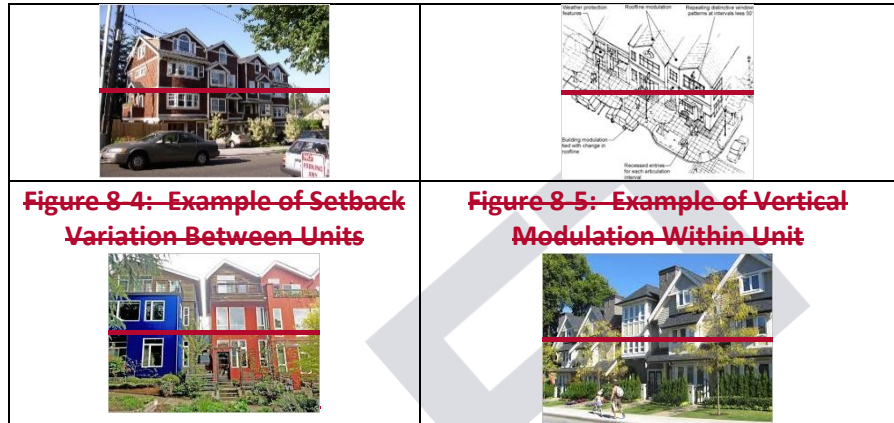 Weather protection features
Roofline modulation
Repeating distinctive window patterns at intervals less 30'
Building modulation tied with change in roofline
Recessed entries for each articulation interval
Figure 8-4:  Example of Setback
Variation Between Units
Figure 8-5:  Example of Vertical
Modulation Within Unit